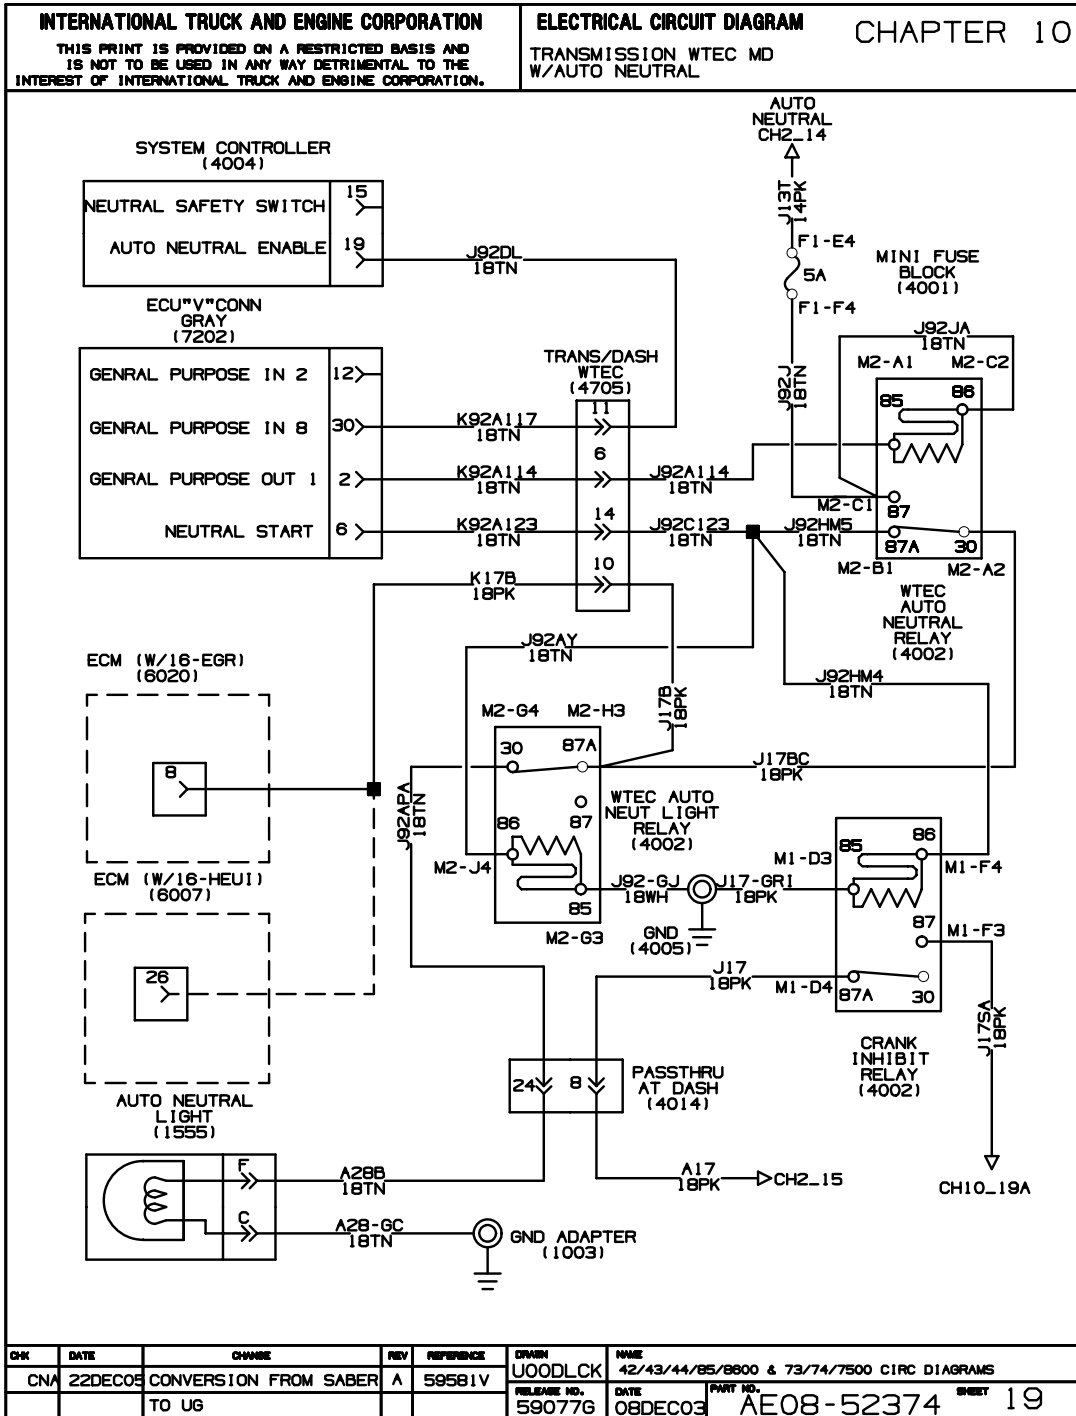 INTERNATIONAL TRUCK AND ENGINE CORPORATION
THIS PRINT IS PROVIDED ON A RESTRICTED BASIS AND
IS NOT TO BE USED IN ANY WAY DETRIMENTAL TO THE
INTEREST OF INTERNATIONAL TRUCK AND ENGINE CORPORATION.
ELECTRICAL CIRCUIT DIAGRAM
TRANSMISSION WTEC MD
W/AUTO NEUTRAL
CHAPTER 10
AUTO
NEUTRAL
CH2_14
J13T
14PK
F1-E4
5A
F1-F4
J92J
18TN
SYSTEM CONTROLLER
(4004)
NEUTRAL SAFETY SWITCH
15
AUTO NEUTRAL ENABLE
19
J92DL
18TN
ECU"V"CONN
GRAY
(7202)
GENRAL PURPOSE IN 2
12
GENRAL PURPOSE IN 8
30
GENRAL PURPOSE OUT 1
2
NEUTRAL START
6
K92A117
18TN
K92A114
18TN
K92A123
18TN
K17B
18PK
TRANS/DASH
WTEC
(4705)
11
6
14
10
J92A114
18TN
J92C123
18TN
J92HM5
18TN
MINI FUSE
BLOCK
(4001)
J92JA
18TN
M2-A1
M2-C2
85
86
M2-C1
87
87A
30
M2-B1
M2-A2
WTEC
AUTO
NEUTRAL
RELAY
(4002)
J92AY
18TN
J92HM4
18TN
J17B
18PK
ECM (W/16-EGR)
(6020)
8
ECM (W/16-HEUI)
(6007)
26
M2-G4
M2-H3
30
87A
87
86
85
M2-J4
M2-G3
J92APA
18TN
WTEC AUTO
NEUT LIGHT
RELAY
(4002)
J17BC
18PK
J92-GJ
18WH
J17-GRI
18PK
GND
(4005)
M1-D3
85
86
M1-F4
87
M1-F3
M1-D4
87A
30
J17
18PK
J17SA
18PK
CRANK
INHIBIT
RELAY
(4002)
CH10_19A
24
8
PASSTHRU
AT DASH
(4014)
A17
18PK
CH2_15
AUTO NEUTRAL
LIGHT
(1555)
F
C
A28B
18TN
A28-GC
18TN
GND ADAPTER
(1003)
CHK
DATE
CHANGE
REV
REFERENCE
CNA
22DEC05
CONVERSION FROM SABER
A
59581V
TO UG
DRAWN
UOODLCK
NAME
42/43/44/85/8600 & 73/74/7500 CIRC DIAGRAMS
RELEASE NO.
59077G
DATE
08DEC03
PART NO.
AE08-52374
SHEET
19